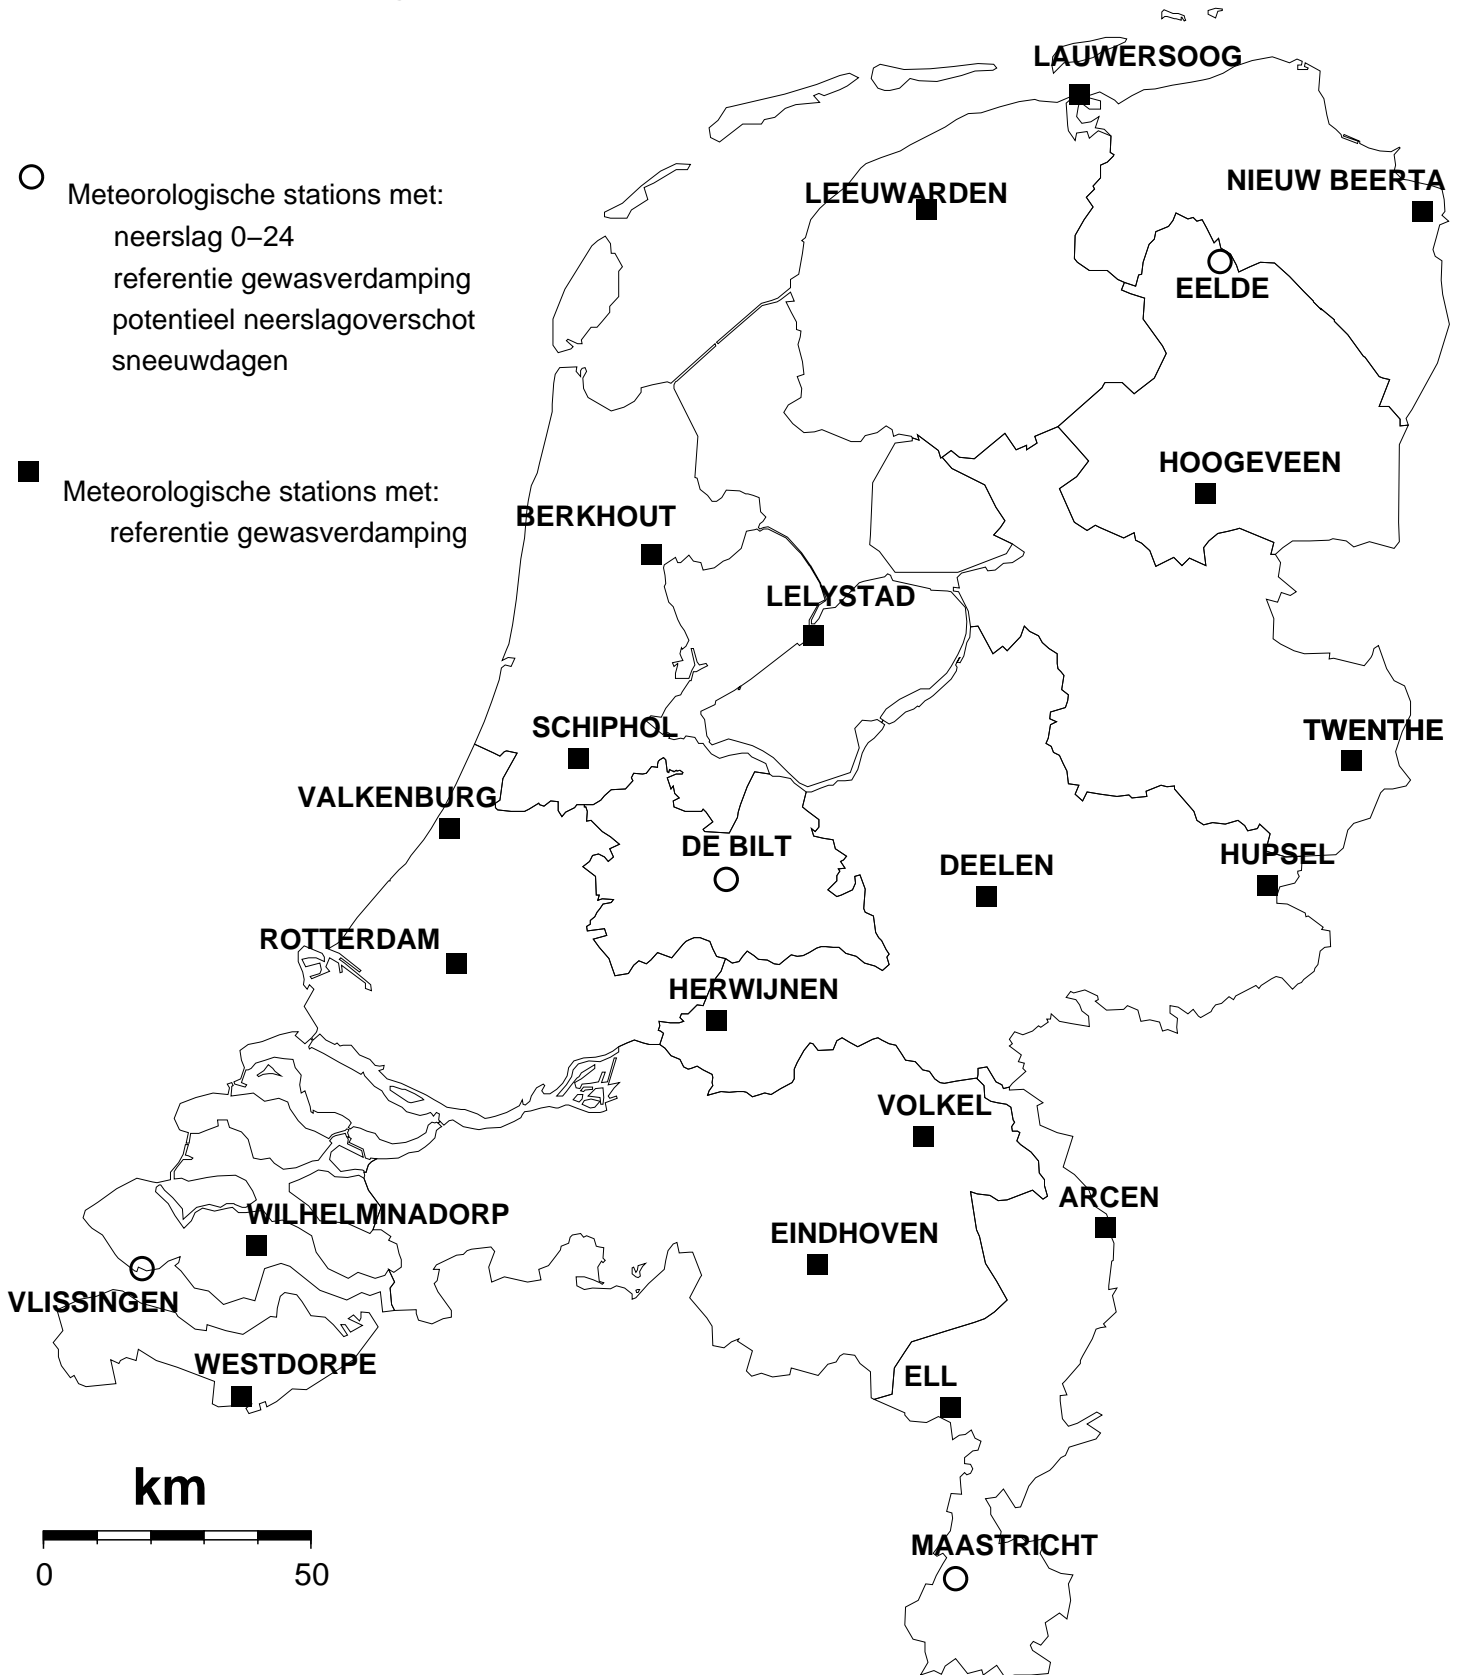 LAUWERSOOG
NIEUW BEERTA
LEEUWARDEN
Meteorologische stations met:
neerslag 0–24
referentie gewasverdamping
potentieel neerslagoverschot
sneeuwdagen
EELDE
HOOGEVEEN
Meteorologische stations met:
referentie gewasverdamping
BERKHOUT
LELYSTAD
SCHIPHOL
TWENTHE
VALKENBURG
DE BILT
DEELEN
HUPSEL
ROTTERDAM
HERWIJNEN
VOLKEL
ARCEN
WILHELMINADORP
EINDHOVEN
VLISSINGEN
WESTDORPE
ELL
km
0 50
MAASTRICHT